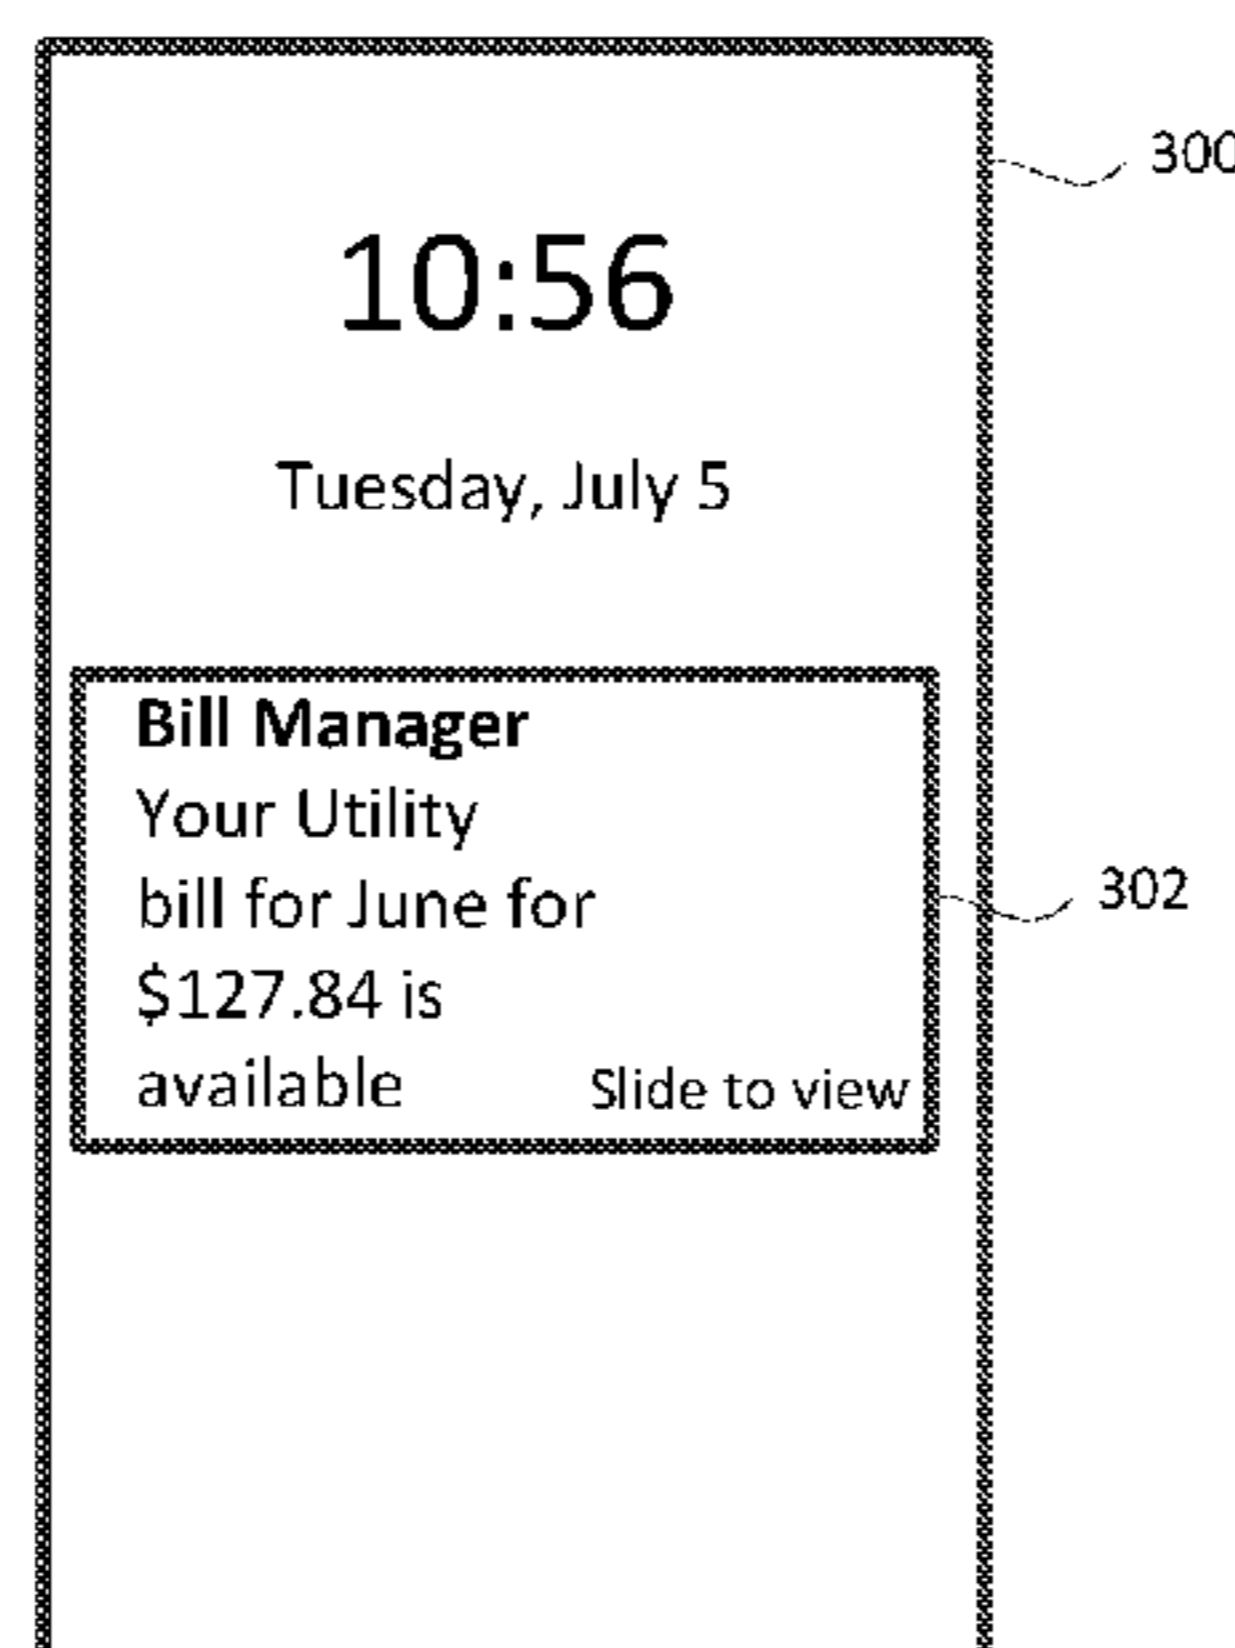 300
10:56
Tuesday, July 5
Bill Manager
Your Utility
bill for June for
302
$127.84 is
available Slide to view